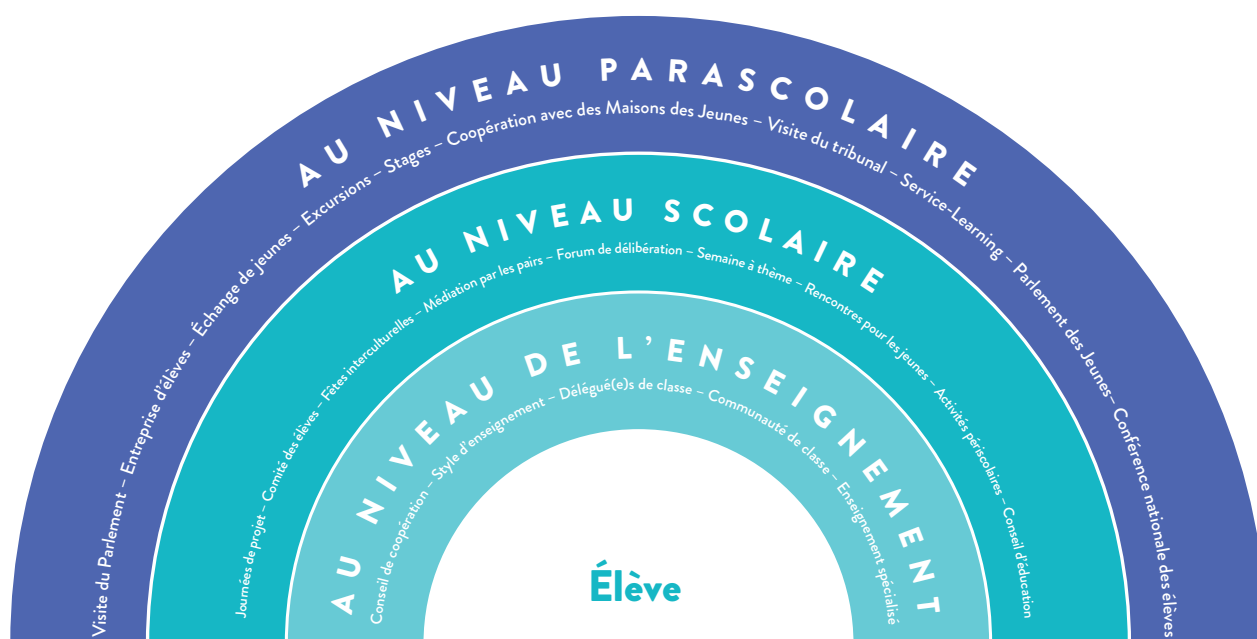 AU NIVEAU PARASCOLAIRE
Visite du Parlement – Entreprise d'élèves – Échange de jeunes – Excursions – Stages – Coopération avec des Maisons des Jeunes – Visite du tribunal – Service-Learning – Parlement des Jeunes– Conférence nationale des élèves
AU NIVEAU SCOLAIRE
Journées de projet – Comité des élèves – Fêtes interculturelles – Médiation par les pairs – Forum de délibération – Semaine à thème – Rencontres pour les jeunes – Activités périscolaires – Conseil d'éducation
AU NIVEAU DE L'ENSEIGNEMENT
Conseil de coopération – Style d'enseignement – Délégué(e)s de classe – Communauté de classe – Enseignement spécialisé
Élève